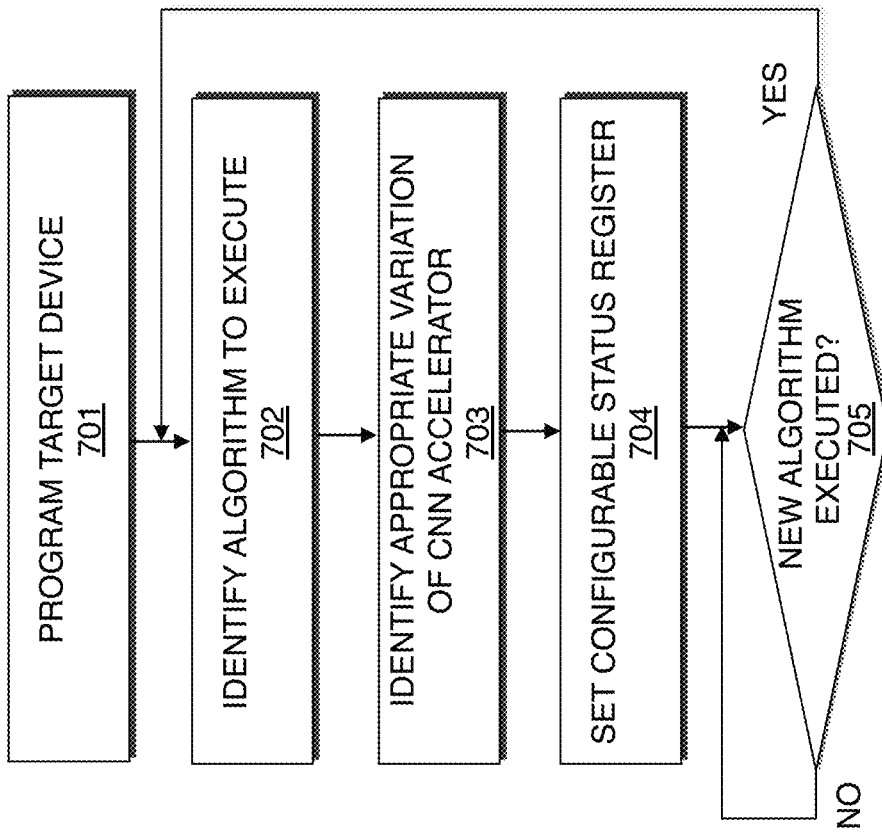 PROGRAM TARGET DEVICE
701
IDENTIFY ALGORITHM TO EXECUTE
702
IDENTIFY APPROPRIATE VARIATION
OF CNN ACCELERATOR
703
SET CONFIGURABLE STATUS REGISTER
704
NEW ALGORITHM
EXECUTED?
705
YES
NO